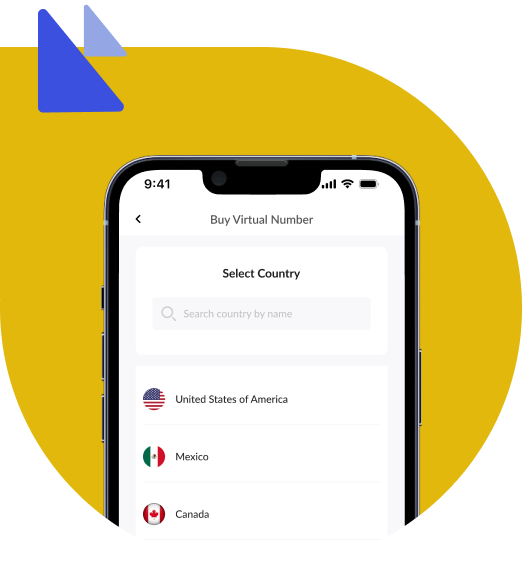 9:41
Buy Virtual Number
Select Country
Search country by name
United States of America
Mexico
Canada